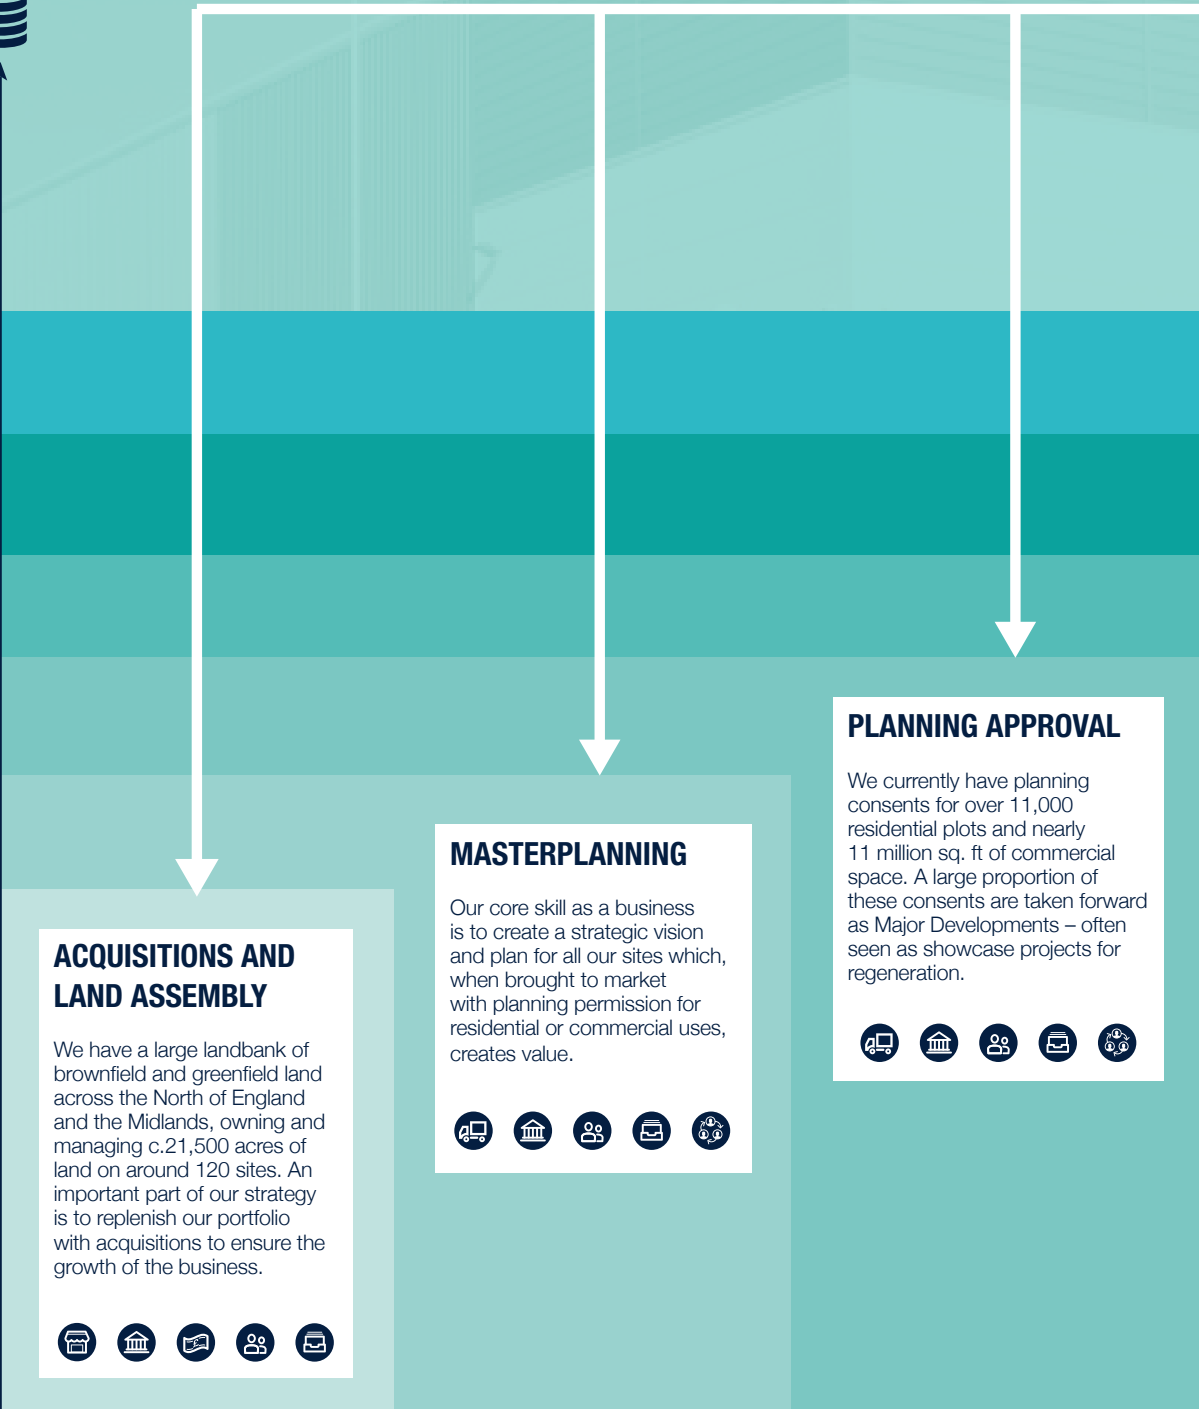 ACQUISITIONS AND
LAND ASSEMBLY
We have a large landbank of
brownfield and greenfield land
across the North of England
and the Midlands, owning and
managing c.21,500 acres of
land on around 120 sites. An
important part of our strategy
is to replenish our portfolio
with acquisitions to ensure the
growth of the business.
MASTERPLANNING
Our core skill as a business
is to create a strategic vision
and plan for all our sites which,
when brought to market
with planning permission for
residential or commercial uses,
creates value.
PLANNING APPROVAL
We currently have planning
consents for over 11,000
residential plots and nearly
11 million sq. ft of commercial
space. A large proportion of
these consents are taken forward
as Major Developments – often
seen as showcase projects for
regeneration.